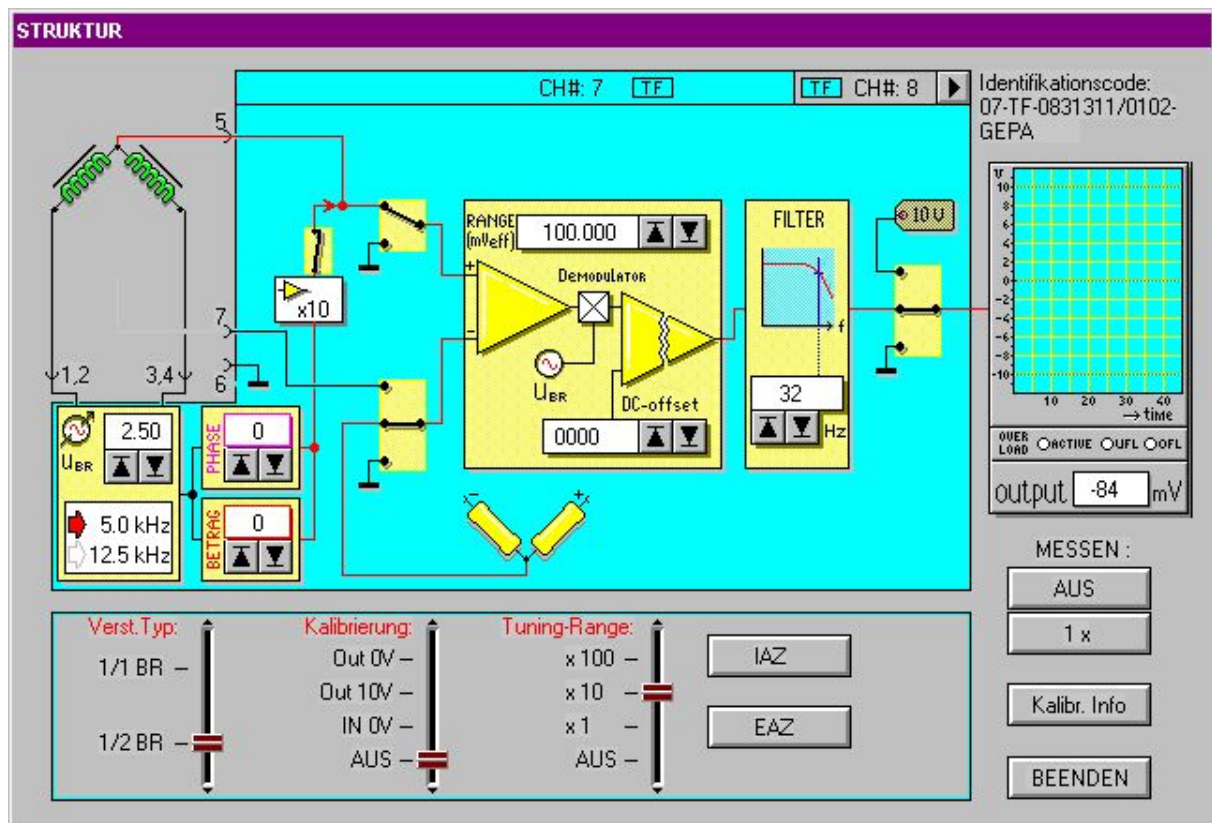 STRUKTUR
CH#: 7 TF
TF CH#: 8
Identifikationscode:
07-TF-0831311/0102-
GEPA
5
7
6
1,2
3,4
x10
RANGE
(mVeff)
100.000
+
-
DEMODULATOR
UBR
DC-offset
0000
FILTER
f
32
Hz
10 V
V
10
8
6
4
2
0
-2
-4
-6
-8
-10
10 20 30 40
→ time
OVER
LOAD ACTIVE UFL OFL
output -84 mV
UBR
2.50
5.0 kHz
12.5 kHz
PHASE
0
BETRAG
0
x-
+x
MESSEN :
AUS
1 x
Kalibr. Info
BEENDEN
Verst.Typ:
1/1 BR
1/2 BR
Kalibrierung:
Out 0V
Out 10V
IN 0V
AUS
Tuning-Range:
x 100
x 10
x 1
AUS
IAZ
EAZ